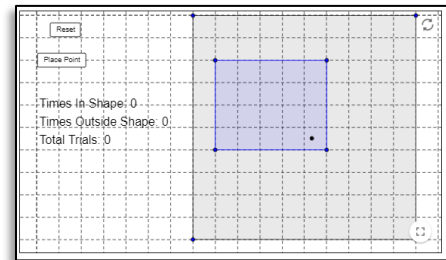 Reset
Place Point
Times In Shape: 0
Times Outside Shape: 0
Total Trials: 0